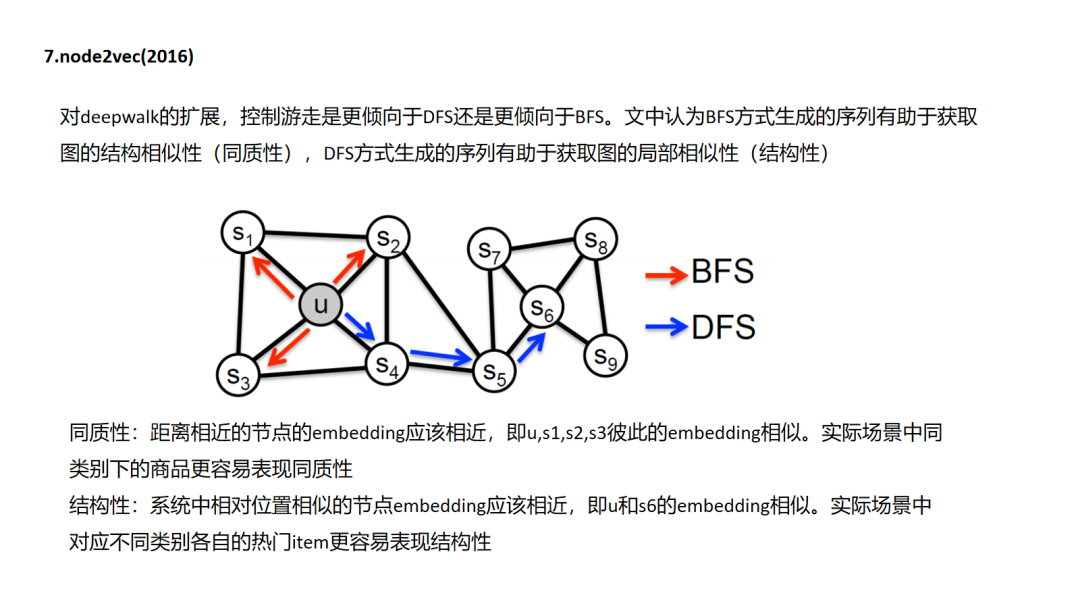 7.node2vec(2016)
对deepwalk的扩展，控制游走是更倾向于DFS还是更倾向于BFS。文中认为BFS方式生成的序列有助于获取
图的结构相似性（同质性），DFS方式生成的序列有助于获取图的局部相似性（结构性）
s1
s2
s7
s8
BFS
u
s6
DFS
s3
s4
s5
s9
同质性：距离相近的节点的embedding应该相近，即u,s1,s2,s3彼此的embedding相似。实际场景中同
类别下的商品更容易表现同质性
结构性：系统中相对位置相似的节点embedding应该相近，即u和s6的embedding相似。实际场景中
对应不同类别各自的热门item更容易表现结构性